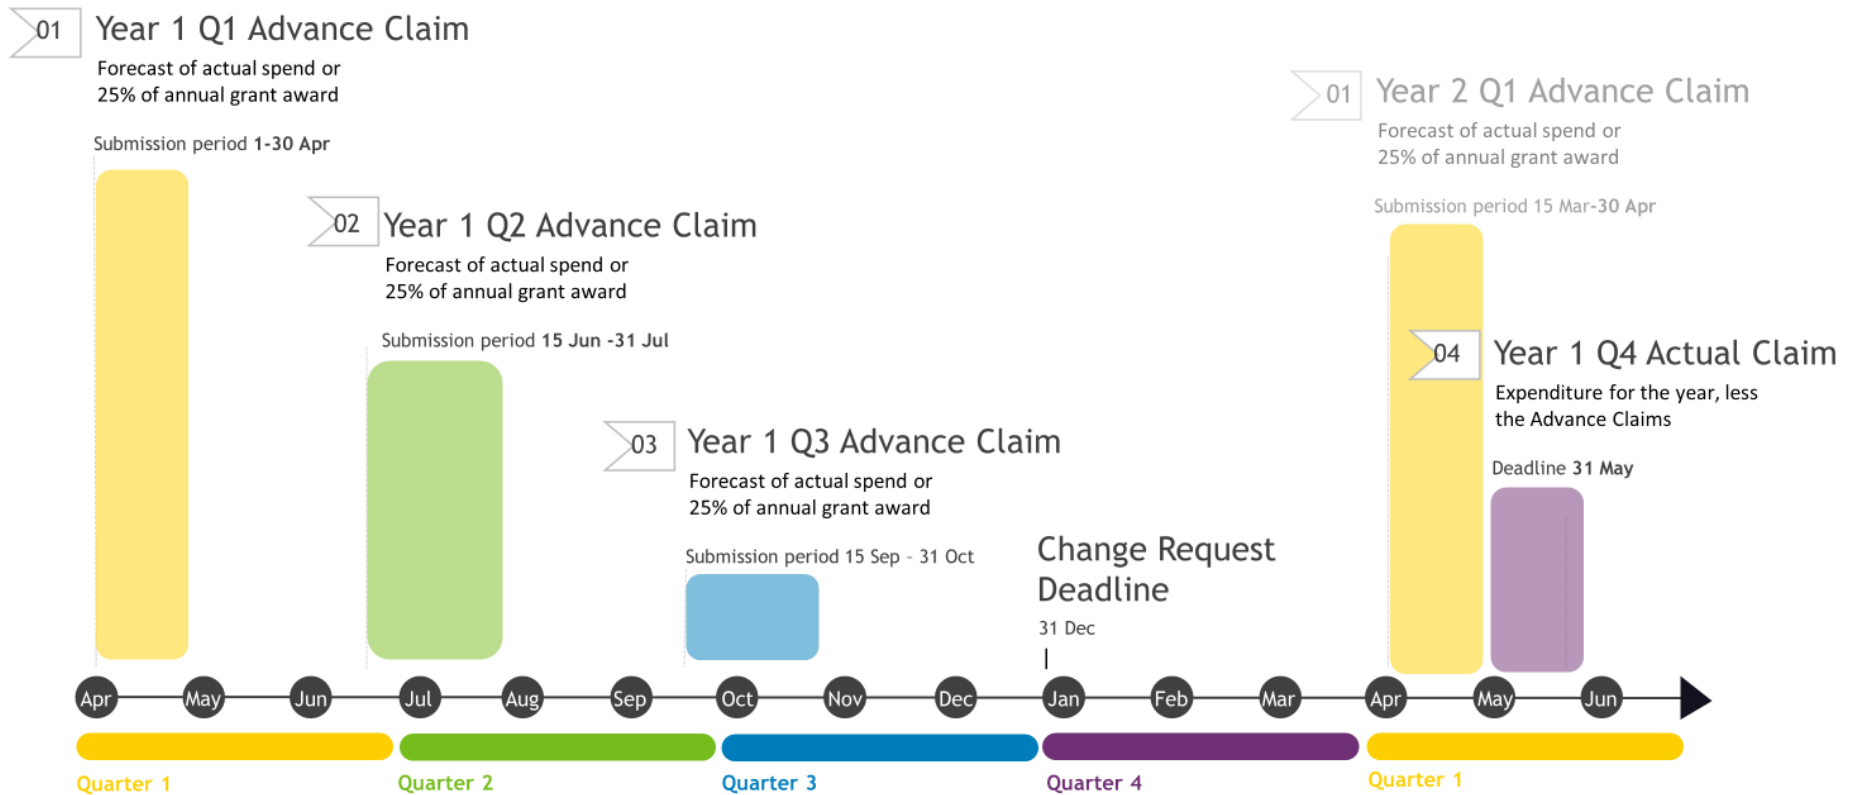 01
Year 1 Q1 Advance Claim
Forecast of actual spend or
25% of annual grant award
Submission period 1-30 Apr
02
Year 1 Q2 Advance Claim
Forecast of actual spend or
25% of annual grant award
Submission period 15 Jun -31 Jul
03
Year 1 Q3 Advance Claim
Forecast of actual spend or
25% of annual grant award
Submission period 15 Sep - 31 Oct
Change Request
Deadline
31 Dec
01
Year 2 Q1 Advance Claim
Forecast of actual spend or
25% of annual grant award
Submission period 15 Mar-30 Apr
04
Year 1 Q4 Actual Claim
Expenditure for the year, less
the Advance Claims
Deadline 31 May
Apr May Jun Jul Aug Sep Oct Nov Dec Jan Feb Mar Apr May Jun
Quarter 1 Quarter 2 Quarter 3 Quarter 4 Quarter 1